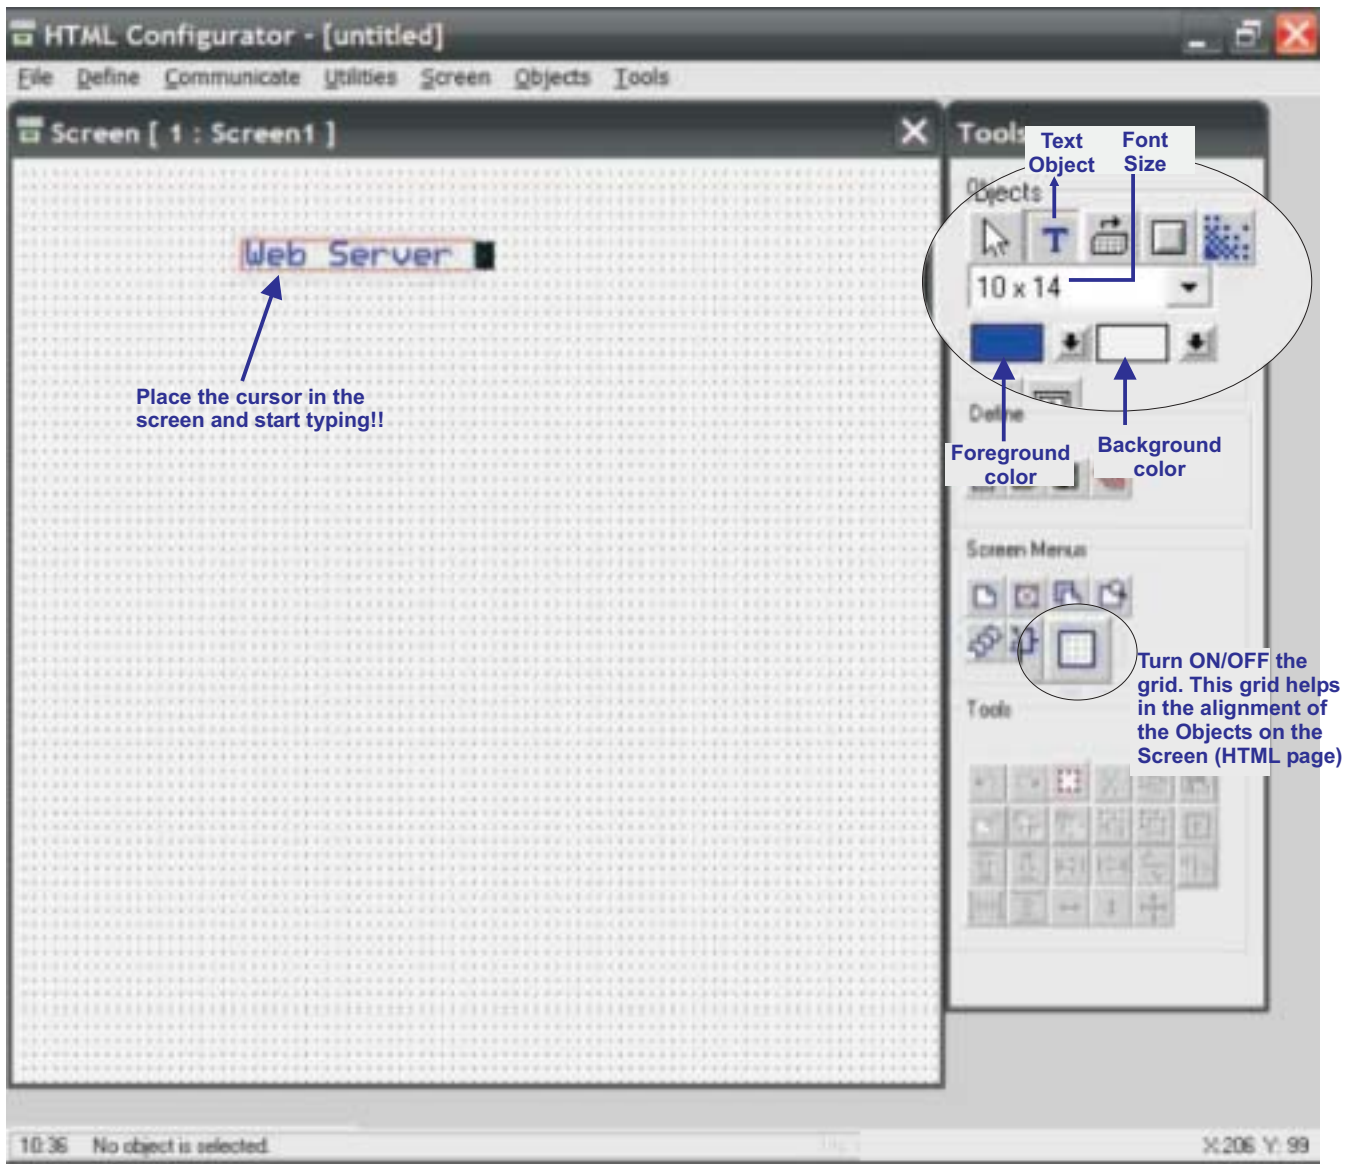 HTML Configurator - [untitled]
File Define Communicate Utilities Screen Objects Tools
Screen [ 1 : Screen1 ]
Web Server
Place the cursor in the
screen and start typing!!
Tools
Text
Object
Font
Size
Objects
T
10 x 14
Define
Foreground
color
Background
color
Screen Menus
Turn ON/OFF the
grid. This grid helps
in the alignment of
the Objects on the
Screen (HTML page)
Tools
10:36 No object is selected. X:206 Y: 99